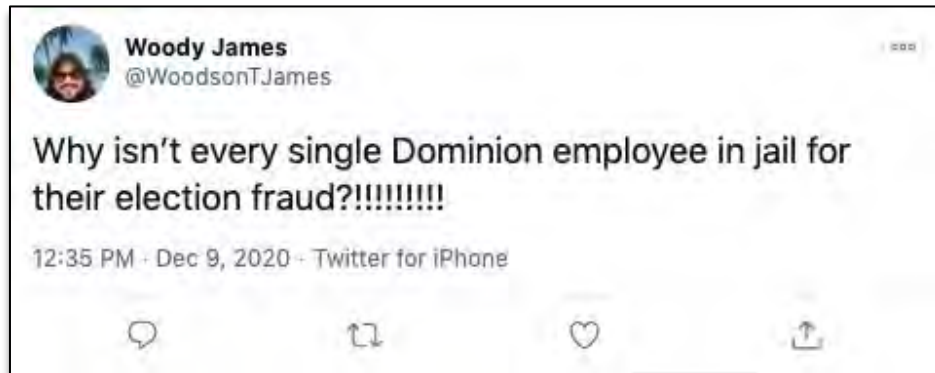 Woody James
@WoodsonTJames
Why isn't every single Dominion employee in jail for
their election fraud?!!!!!!!!!
12:35 PM · Dec 9, 2020 · Twitter for iPhone